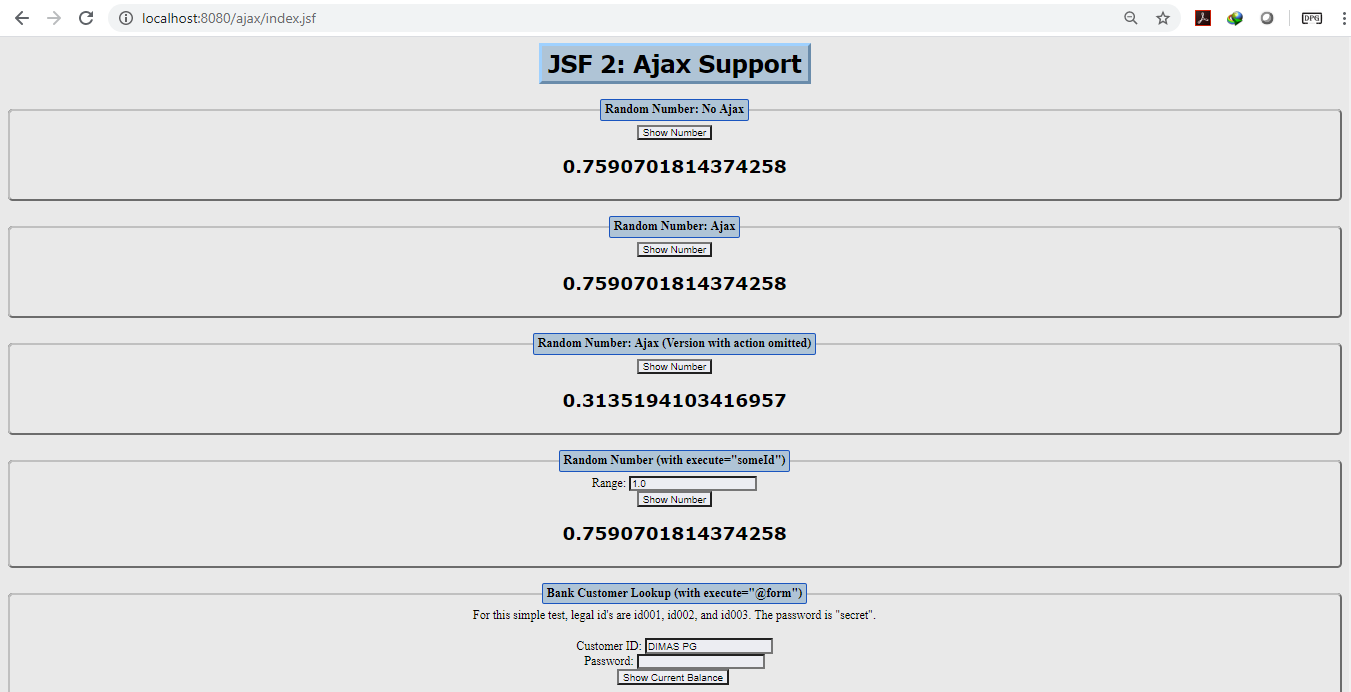 localhost:8080/ajax/index.jsf
DPG
JSF 2: Ajax Support
Random Number: No Ajax
Show Number
0.7590701814374258
Random Number: Ajax
Show Number
0.7590701814374258
Random Number: Ajax (Version with action omitted)
Show Number
0.3135194103416957
Random Number (with execute="someId")
Range: 1.0
Show Number
0.7590701814374258
Bank Customer Lookup (with execute="@form")
For this simple test, legal id's are id001, id002, and id003. The password is "secret".
Customer ID: DIMAS PG
Password:
Show Current Balance